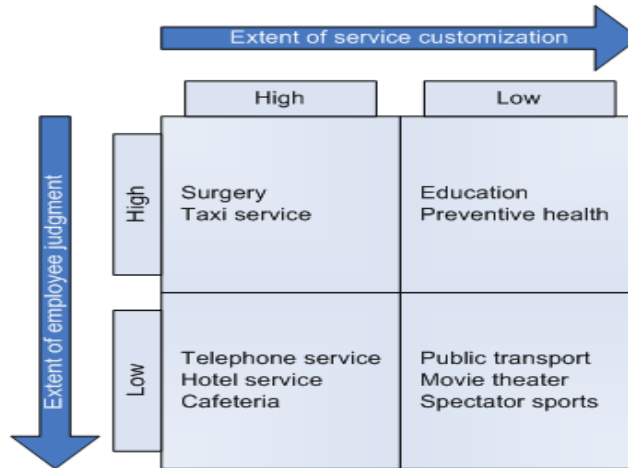 Extent of service customization
High
Low
Extent of employee judgment
High
Surgery
Taxi service
Education
Preventive health
Low
Telephone service
Hotel service
Cafeteria
Public transport
Movie theater
Spectator sports